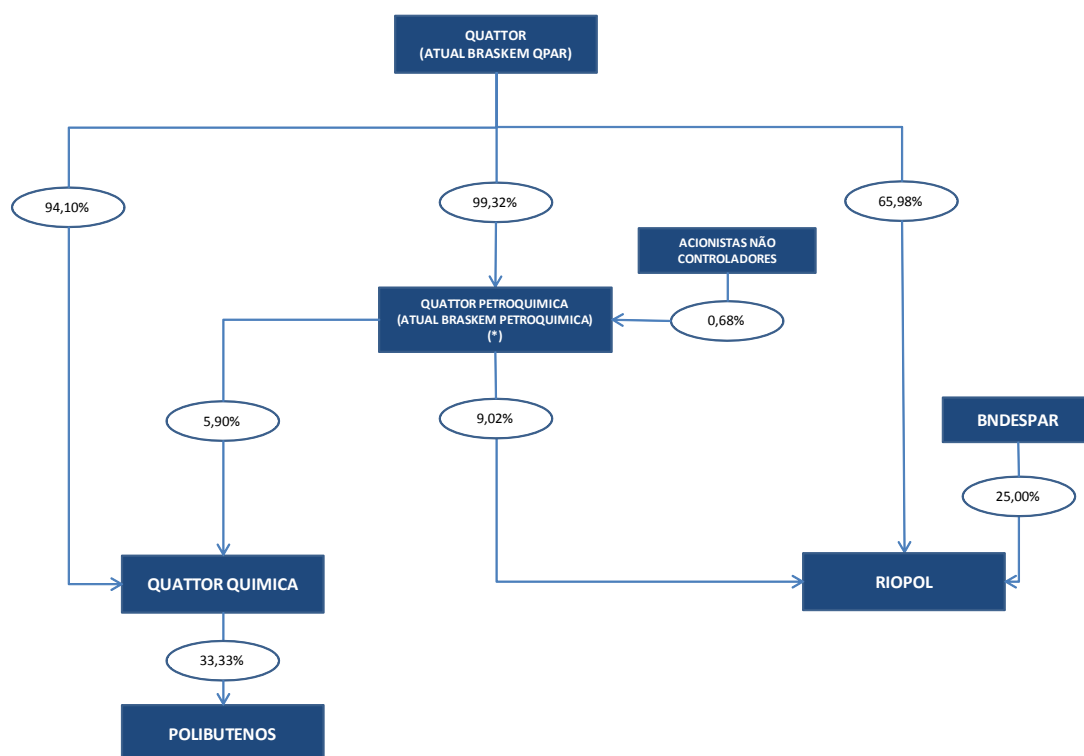 QUATTOR
(ATUAL BRASKEM QPAR)
94,10%
99,32%
65,98%
ACIONISTAS NÃO
CONTROLADORES
QUATTOR PETROQUIMICA
(ATUAL BRASKEM PETROQUIMICA)
(*)
0,68%
5,90%
9,02%
BNDESPAR
25,00%
QUATTOR QUIMICA
RIOPOL
33,33%
POLIBUTENOS